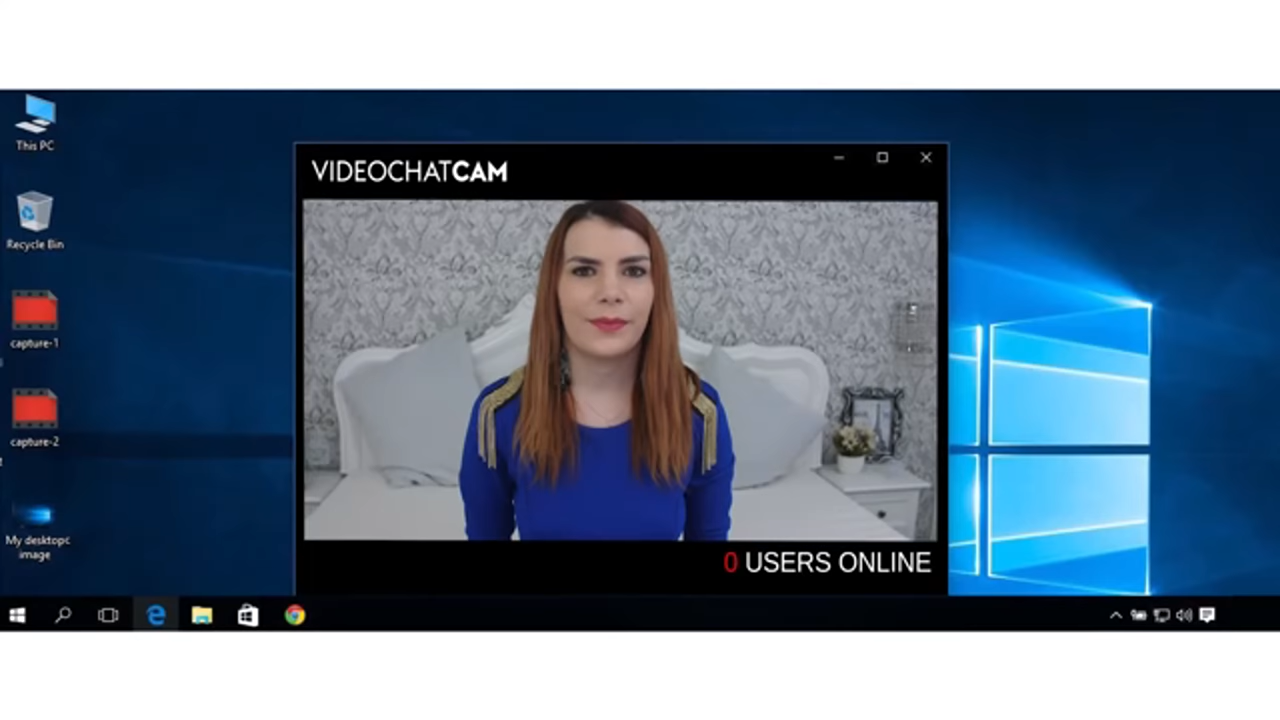 This PC
VIDEOCHATCAM
Recycle Bin
capture-1
capture-2
My desktopc
image
0 USERS ONLINE